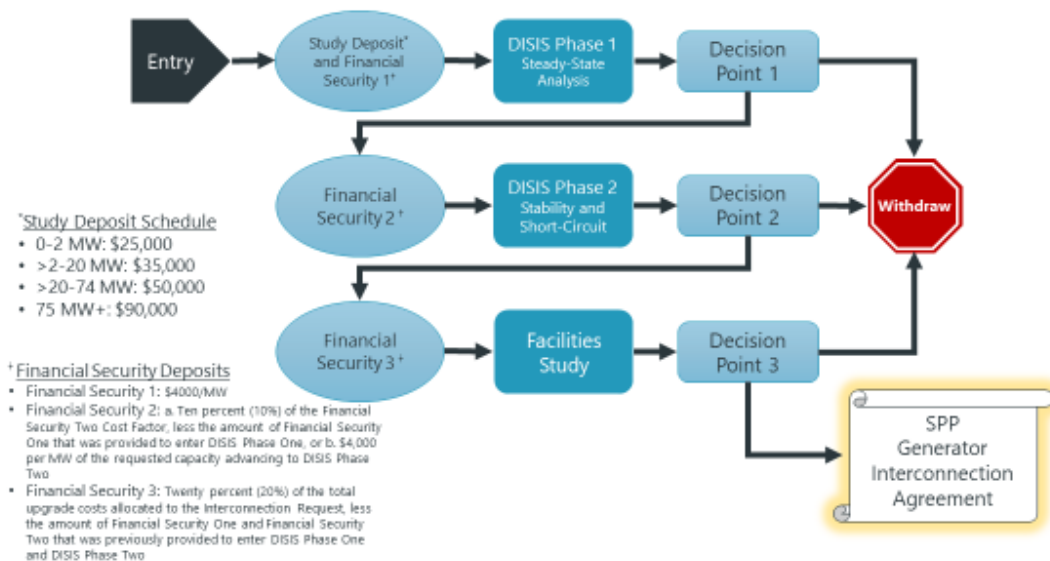 Entry
Study Deposit*
and Financial
Security 1†
DISIS Phase 1
Steady-State
Analysis
Decision
Point 1
Financial
Security 2†
DISIS Phase 2
Stability and
Short-Circuit
Decision
Point 2
Withdraw
*Study Deposit Schedule
• 0-2 MW: $25,000
• >2-20 MW: $35,000
• >20-74 MW: $50,000
• 75 MW+: $90,000
Financial
Security 3†
Facilities
Study
Decision
Point 3
SPP
Generator
Interconnection
Agreement
†Financial Security Deposits
• Financial Security 1: $4000/MW
• Financial Security 2: a. Ten percent (10%) of the Financial
Security Two Cost Factor, less the amount of Financial Security
One that was provided to enter DISIS Phase One, or b. $4,000
per MW of the requested capacity advancing to DISIS Phase
Two
• Financial Security 3: Twenty percent (20%) of the total
upgrade costs allocated to the Interconnection Request, less
the amount of Financial Security One and Financial Security
Two that was previously provided to enter DISIS Phase One
and DISIS Phase Two